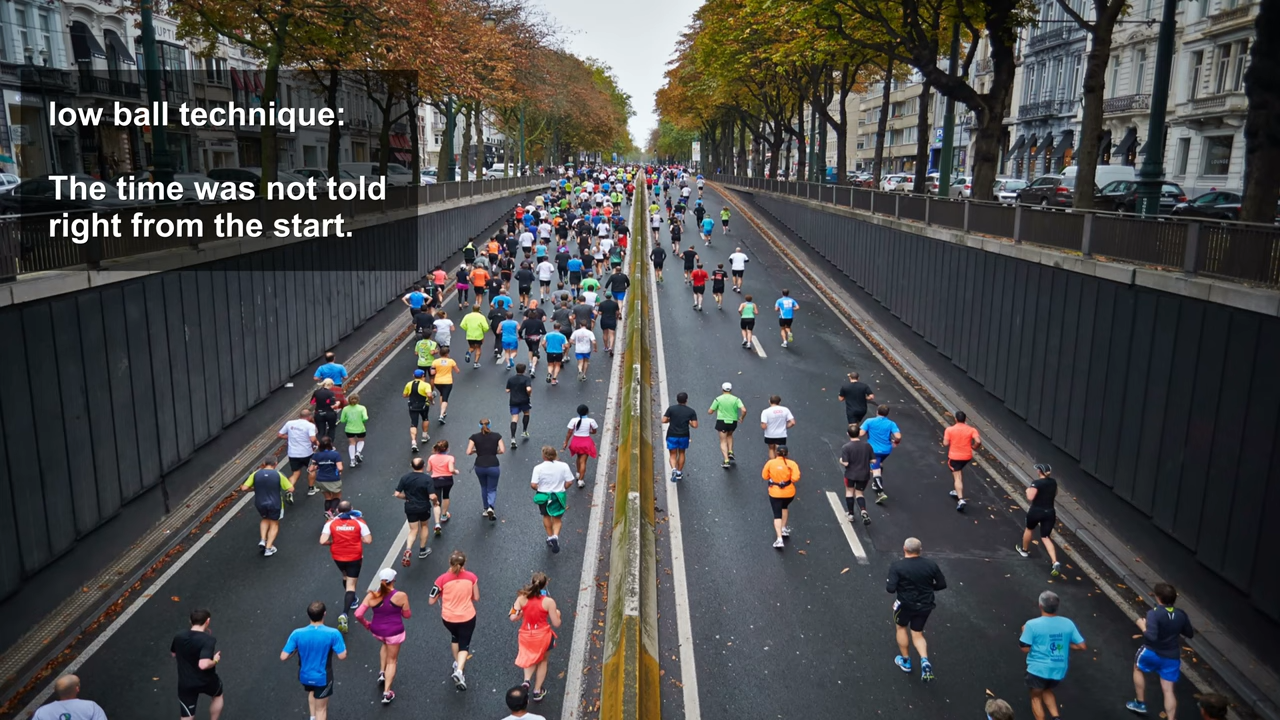 low ball technique:
The time was not told
right from the start.